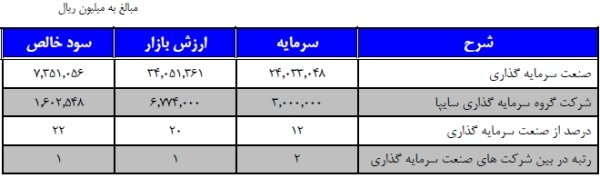 مبالغ به میلیون ریال
شرح سرمایه ارزش بازار سود خالص
صنعت سرمایه گذاری ۲۴,۰۳۳,۰۴۸ ۳۴,۰۵۱,۳۶۱ ۷,۳۵۱,۰۵۶
شرکت گروه سرمایه گذاری سایپا ۳,۰۰۰,۰۰۰ ۶,۷۷۴,۰۰۰ ۱,۶۰۲,۵۴۸
درصد از صنعت سرمایه گذاری ۱۲ ۲۰ ۲۲
رتبه در بین شرکت های صنعت سرمایه گذاری ۲ ۱ ۱